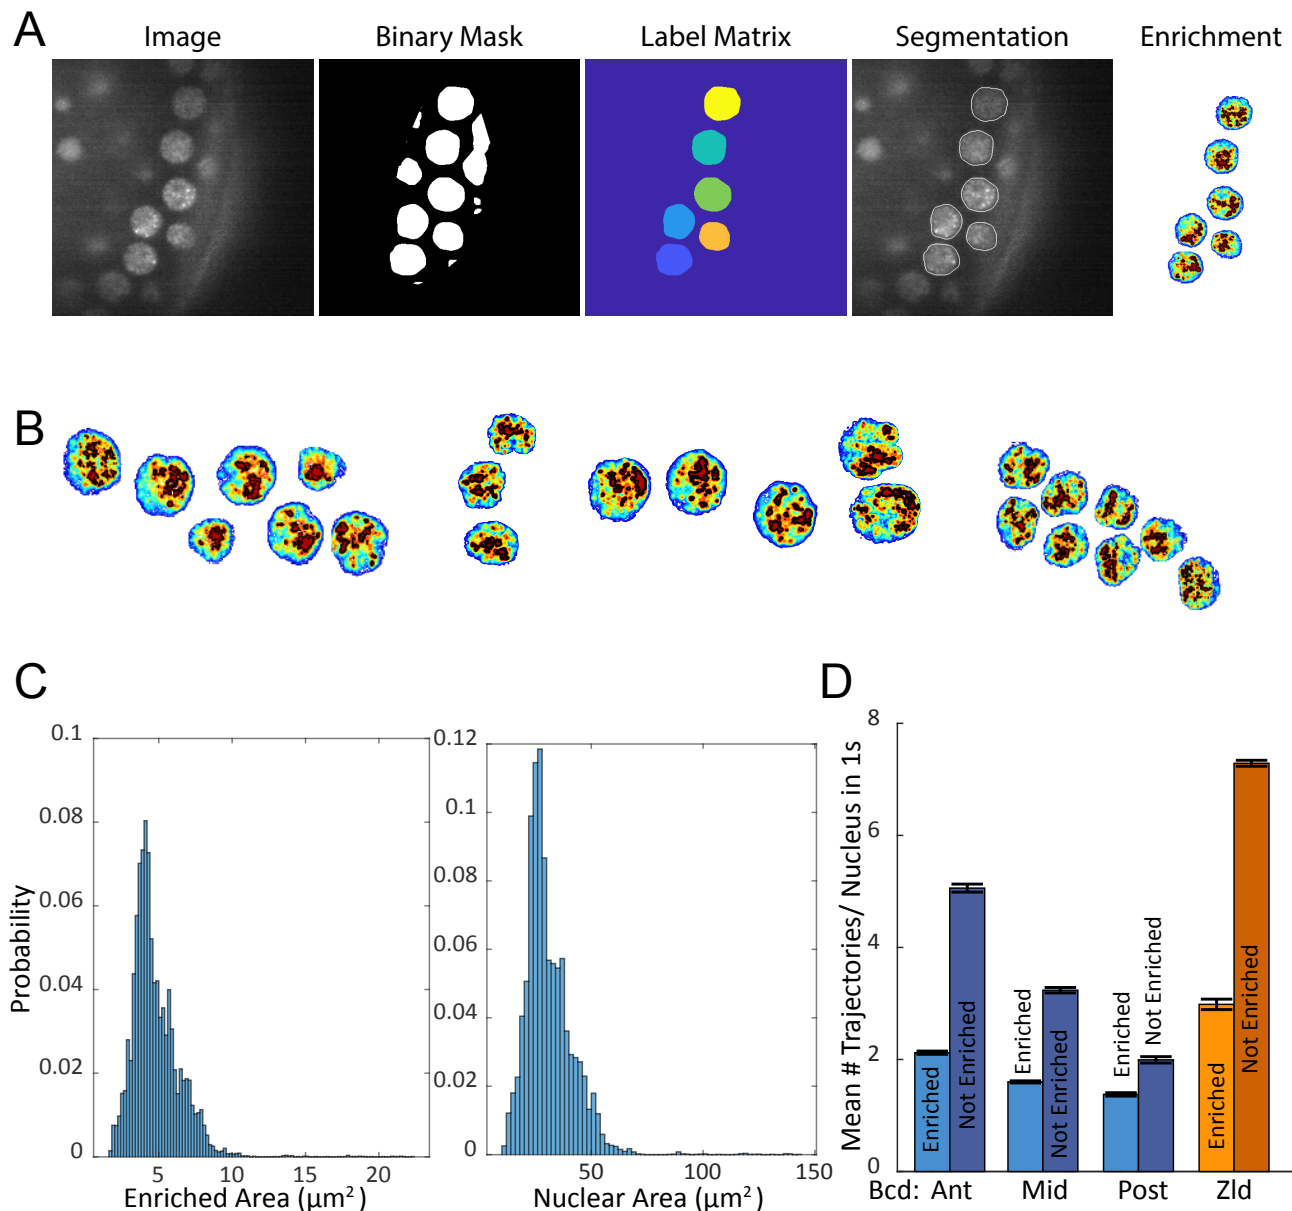 A
Image
Binary Mask
Label Matrix
Segmentation
Enrichment
B
C
D
0.1
0.08
0.06
0.04
0.02
0
5
10
15
20
Probability
Enriched Area (µm²)
0.12
0.1
0.08
0.06
0.04
0.02
0
50
100
150
Nuclear Area (µm²)
8
6
4
2
0
Mean # Trajectories/ Nucleus in 1s
Enriched
Not Enriched
Enriched
Not Enriched
Enriched
Not Enriched
Enriched
Not Enriched
Bcd: Ant
Mid
Post
Zld